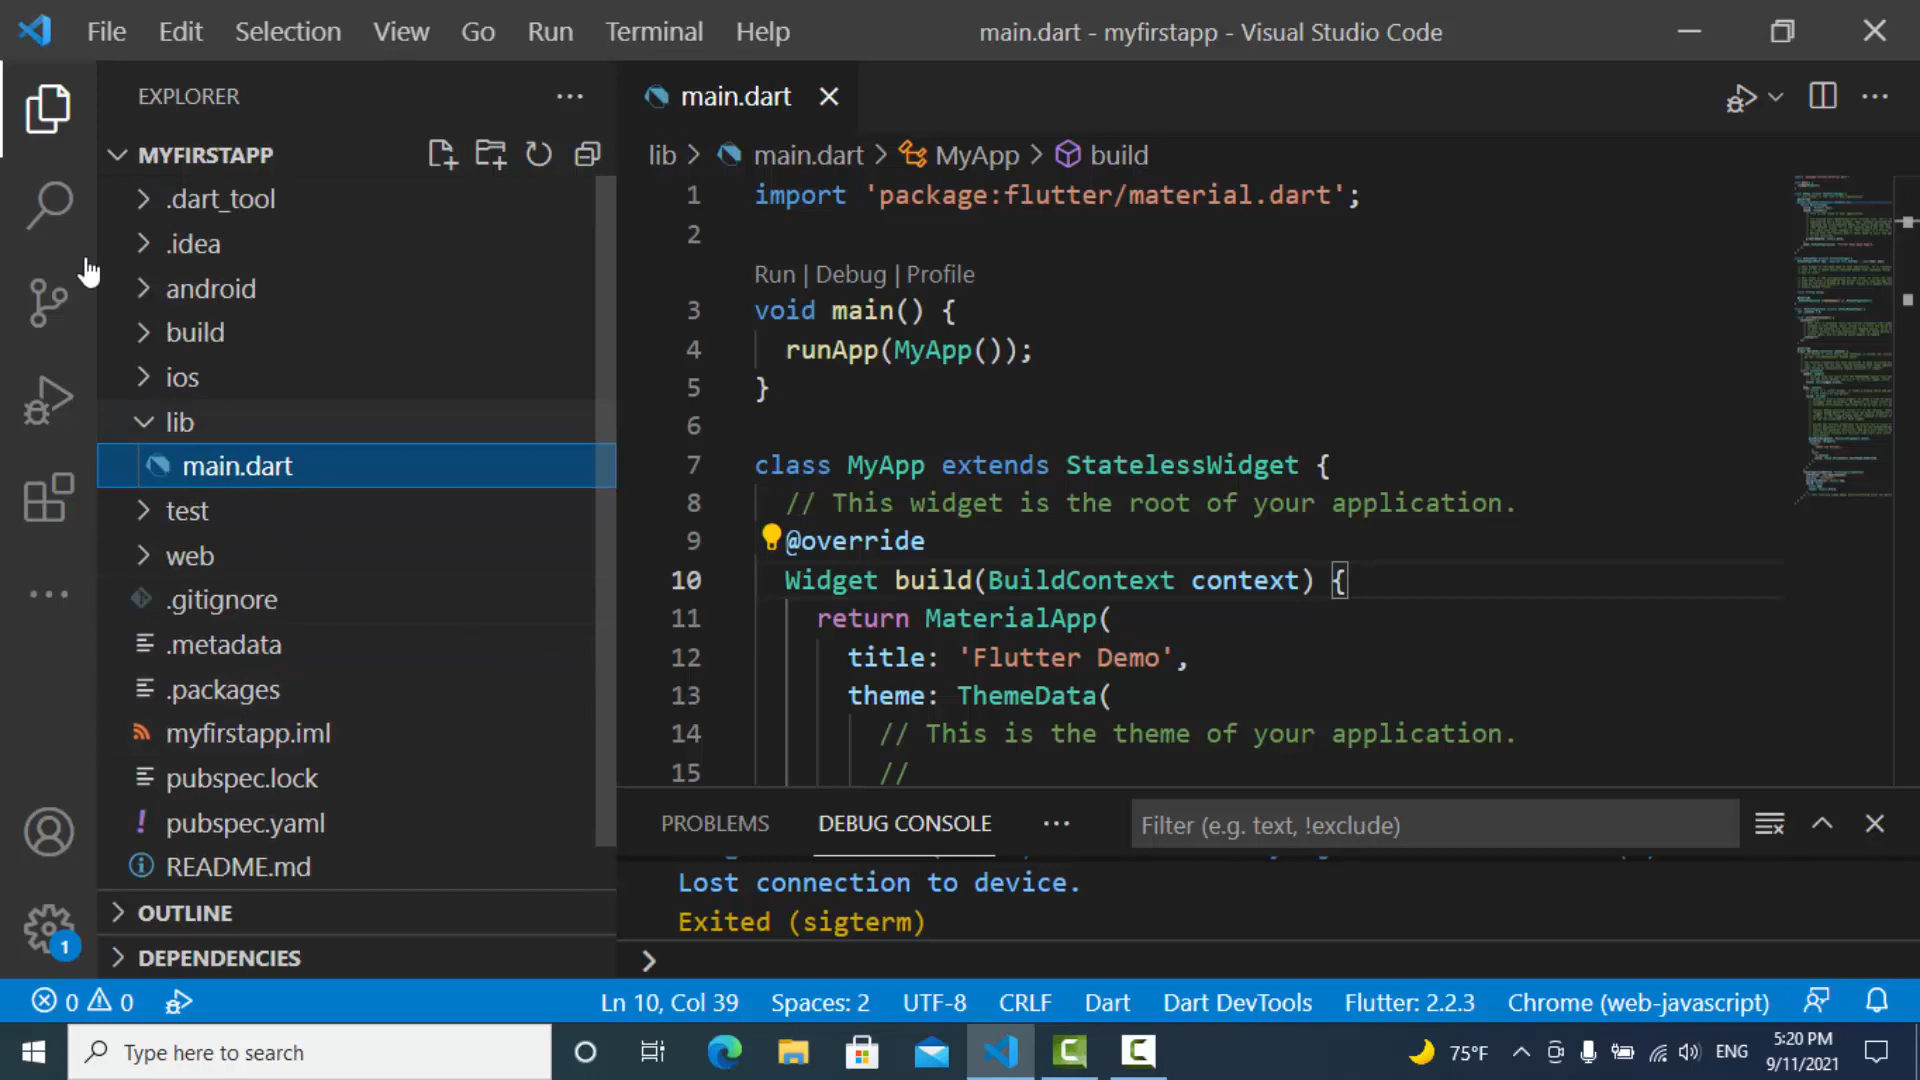 File Edit Selection View Go Run Terminal Help main.dart - myfirstapp - Visual Studio Code
EXPLORER
MYFIRSTAPP
.dart_tool
.idea
android
build
ios
lib
main.dart
test
web
.gitignore
.metadata
.packages
myfirstapp.iml
pubspec.lock
pubspec.yaml
README.md
OUTLINE
DEPENDENCIES
1
main.dart
lib > main.dart > MyApp > build
1 import 'package:flutter/material.dart';
2
Run | Debug | Profile
3 void main() {
4 runApp(MyApp());
5 }
6
7 class MyApp extends StatelessWidget {
8 // This widget is the root of your application.
9 @override
10 Widget build(BuildContext context) {
11 return MaterialApp(
12 title: 'Flutter Demo',
13 theme: ThemeData(
14 // This is the theme of your application.
15 //
PROBLEMS DEBUG CONSOLE Filter (e.g. text, !exclude)
Lost connection to device.
Exited (sigterm)
0 0 Ln 10, Col 39 Spaces: 2 UTF-8 CRLF Dart Dart DevTools Flutter: 2.2.3 Chrome (web-javascript)
Type here to search 75°F ENG 5:20 PM
9/11/2021